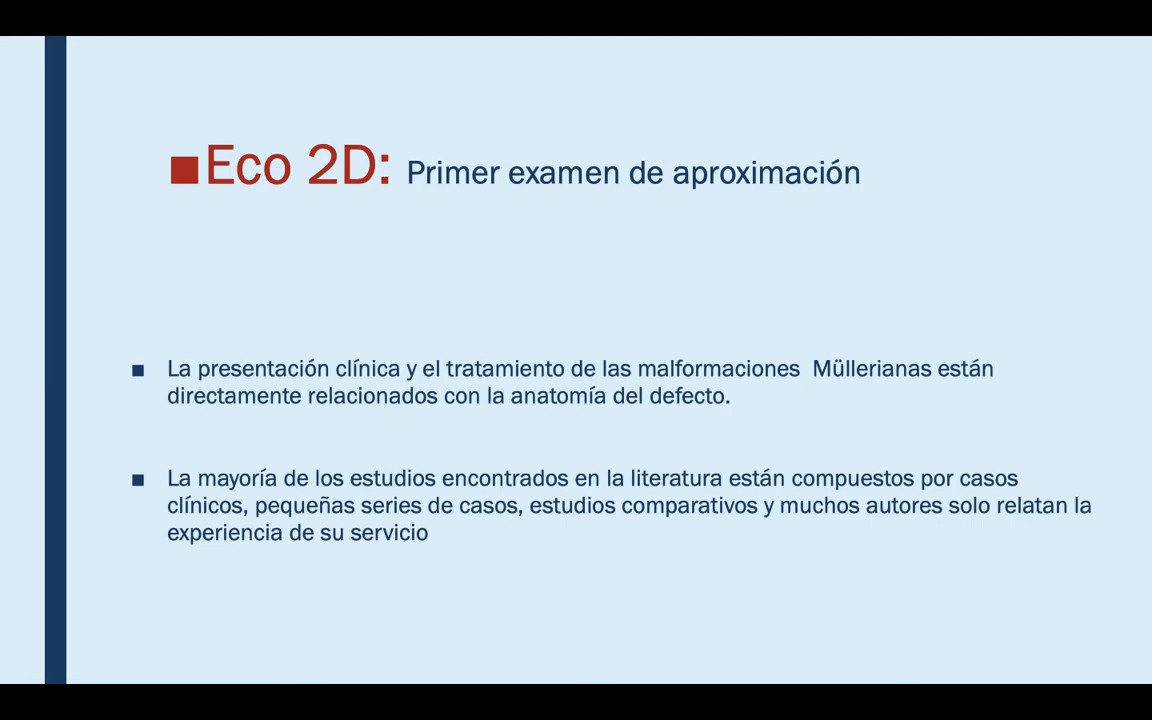 ■Eco 2D: Primer examen de aproximación
■ La presentación clínica y el tratamiento de las malformaciones Müllerianas están
directamente relacionados con la anatomía del defecto.
■ La mayoría de los estudios encontrados en la literatura están compuestos por casos
clínicos, pequeñas series de casos, estudios comparativos y muchos autores solo relatan la
experiencia de su servicio